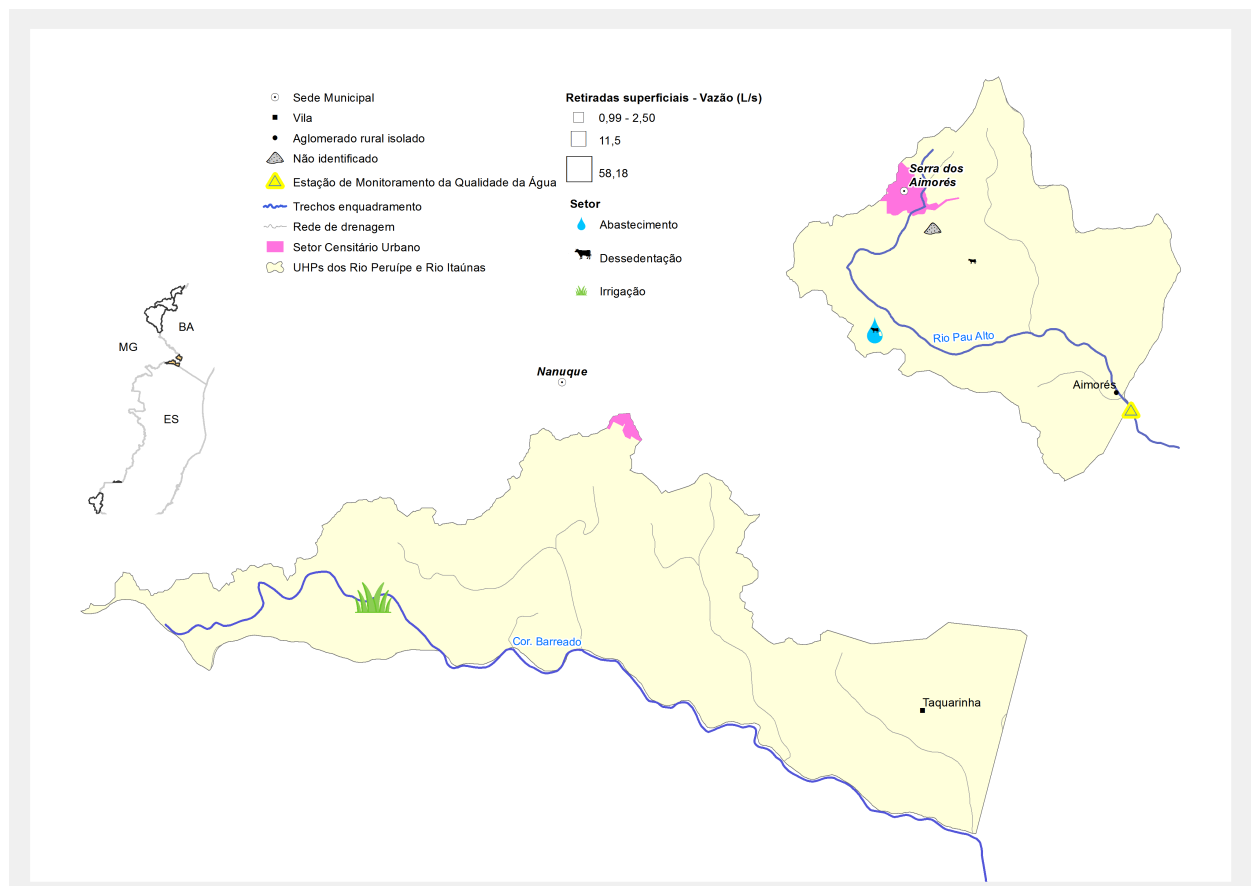 Sede Municipal
Vila
Aglomerado rural isolado
Não identificado
Estação de Monitoramento da Qualidade da Água
Trechos enquadramento
Rede de drenagem
Setor Censitário Urbano
UHPs dos Rio Peruípe e Rio Itaúnas
Retiradas superficiais - Vazão (L/s)
0,99 - 2,50
11,5
58,18
Setor
Abastecimento
Dessedentação
Irrigação
BA
MG
ES
Serra dos
Aimorés
Rio Pau Alto
Aimorés
Nanuque
Cor. Barreado
Taquarinha